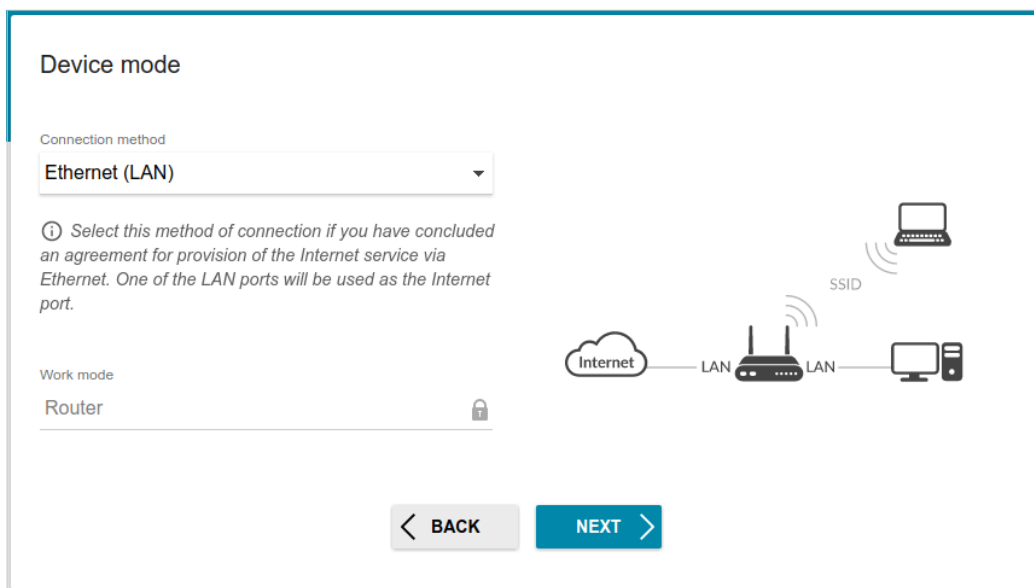 Device mode
Connection method
Ethernet (LAN)
Select this method of connection if you have concluded
an agreement for provision of the Internet service via
Ethernet. One of the LAN ports will be used as the Internet
port.
SSID
Internet
LAN
LAN
Work mode
Router
BACK
NEXT